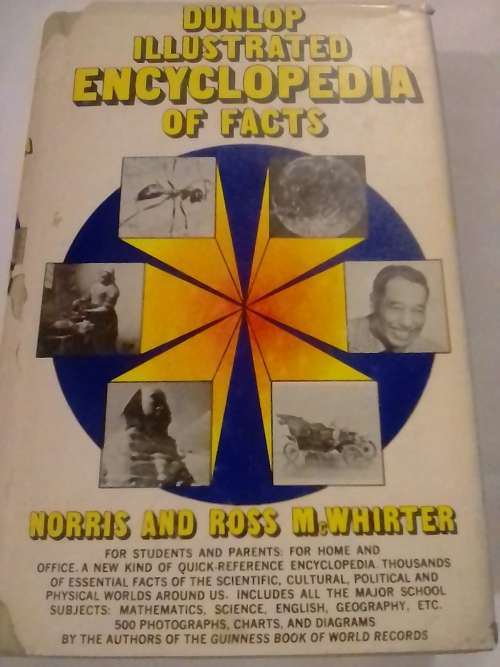 DUNLOP
ILLUSTRATED
ENCYCLOPEDIA
OF FACTS
NORRIS AND ROSS McWHIRTER
FOR STUDENTS AND PARENTS: FOR HOME AND
OFFICE. A NEW KIND OF QUICK-REFERENCE ENCYCLOPEDIA. THOUSANDS
OF ESSENTIAL FACTS OF THE SCIENTIFIC, CULTURAL, POLITICAL AND
PHYSICAL WORLDS AROUND US. INCLUDES ALL THE MAJOR SCHOOL
SUBJECTS: MATHEMATICS, SCIENCE, ENGLISH, GEOGRAPHY, ETC.
500 PHOTOGRAPHS, CHARTS, AND DIAGRAMS
BY THE AUTHORS OF THE GUINNESS BOOK OF WORLD RECORDS